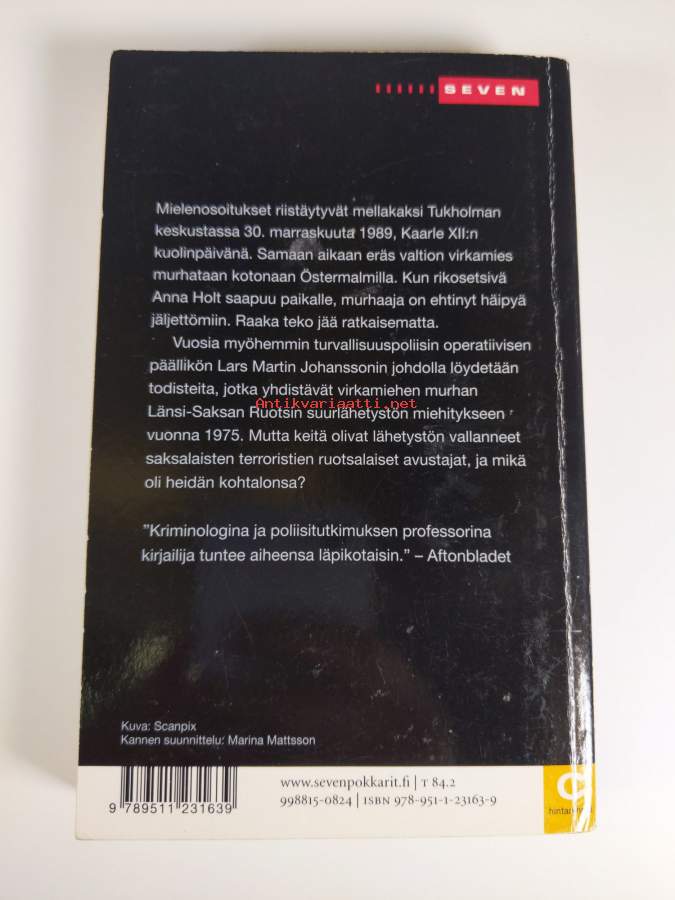 SEVEN
Mielenosoitukset riistäytyvät mellakaksi Tukholman
keskustassa 30. marraskuuta 1989, Kaarle XII:n
kuolinpäivänä. Samaan aikaan eräs valtion virkamies
murhataan kotonaan Östermalmilla. Kun rikosetsivä
Anna Holt saapuu paikalle, murhaaja on ehtinyt häipyä
jäljettömiin. Raaka teko jää ratkaisematta.
Vuosia myöhemmin turvallisuuspoliisin operatiivisen
päällikön Lars Martin Johanssonin johdolla löydetään
todisteita, jotka yhdistävät virkamiehen murhan
Antikvariaatti.net
Länsi-Saksan Ruotsin suurlähetystön miehitykseen
vuonna 1975. Mutta keitä olivat lähetystön vallanneet
saksalaisten terroristien ruotsalaiset avustajat, ja mikä
oli heidän kohtalonsa?
”Kriminologina ja poliisitutkimuksen professorina
kirjailija tuntee aiheensa läpikotaisin.” – Aftonbladet
Kuva: Scanpix
Kannen suunnittelu: Marina Mattsson
www.sevenpokkarit.fi | T 84.2
998815-0824 | ISBN 978-951-1-23163-9
9 789511 231639